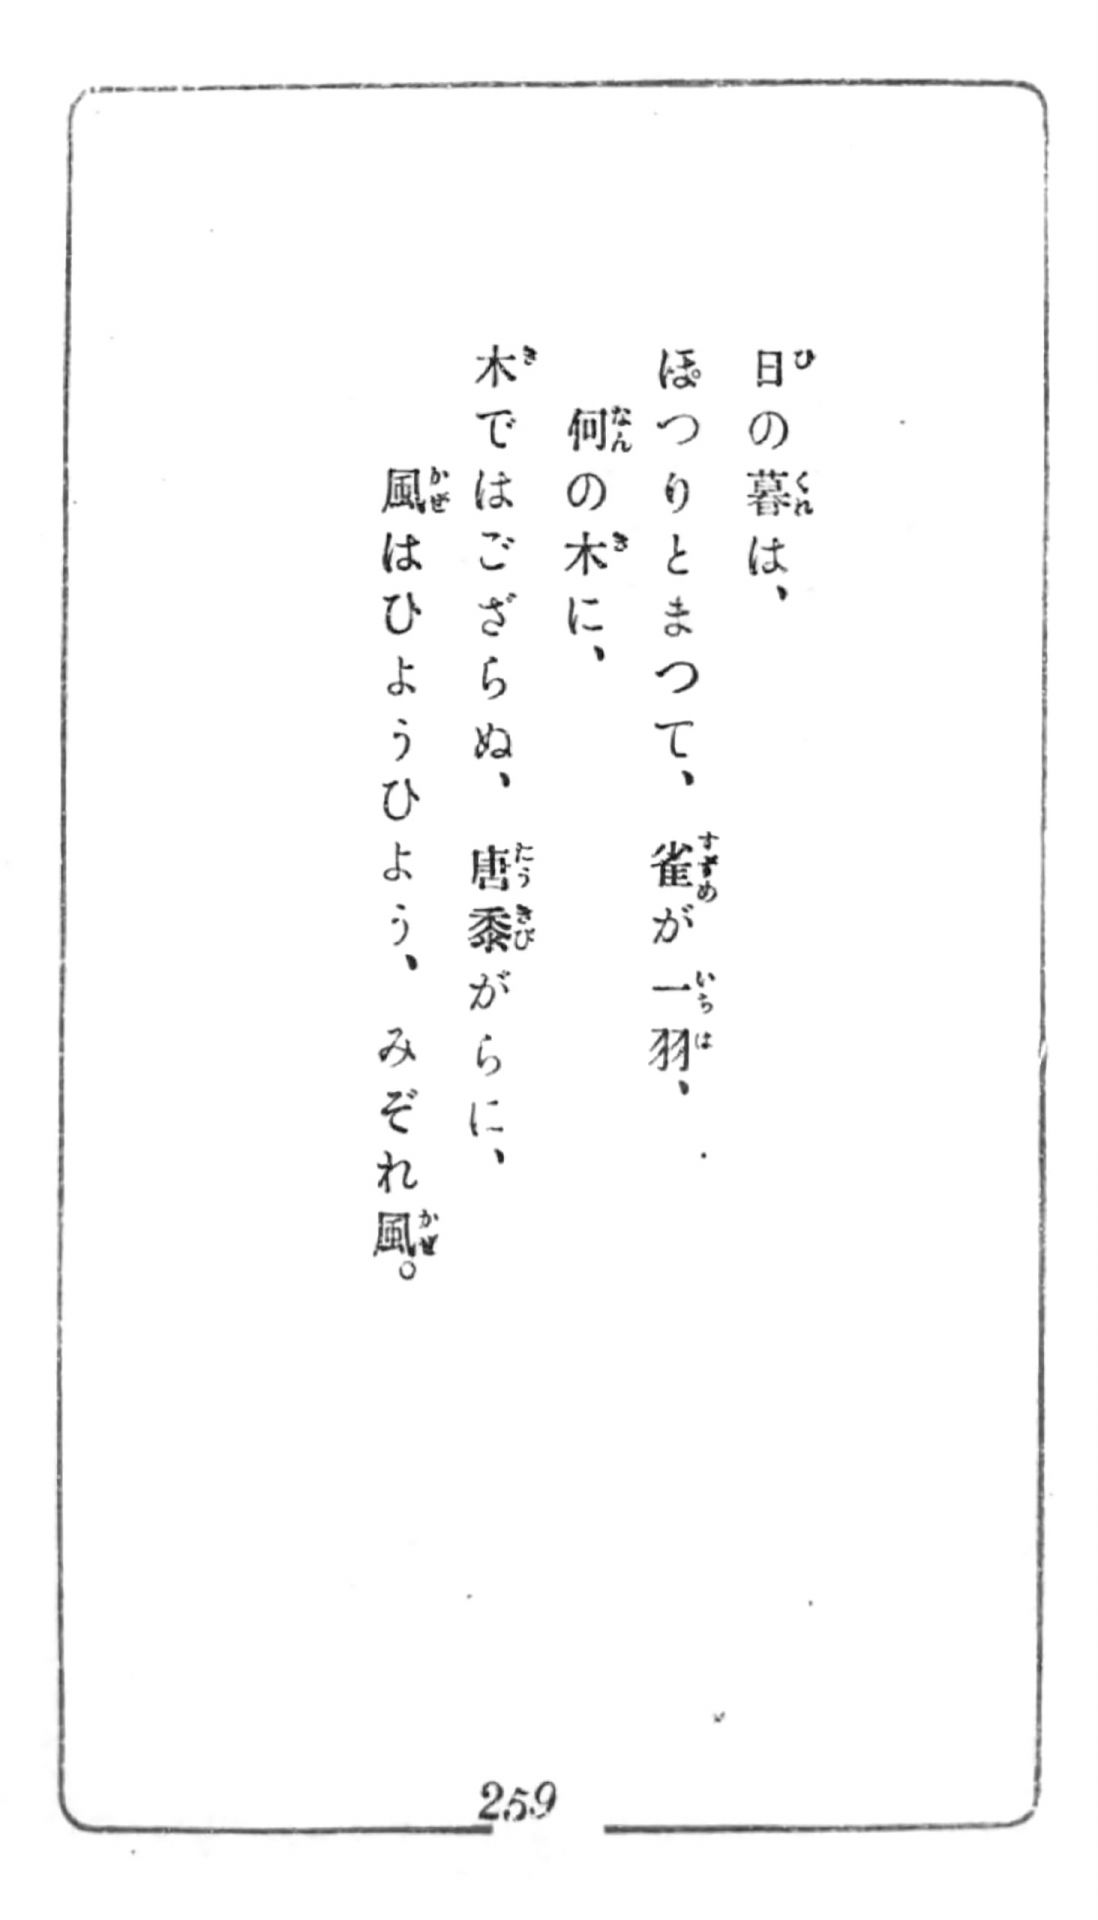 日の暮は、
ぽつりとまつて、雀が一羽、
何の木に、
木ではござらぬ、唐黍がらに、
風はひようひよう、みぞれ風。
259